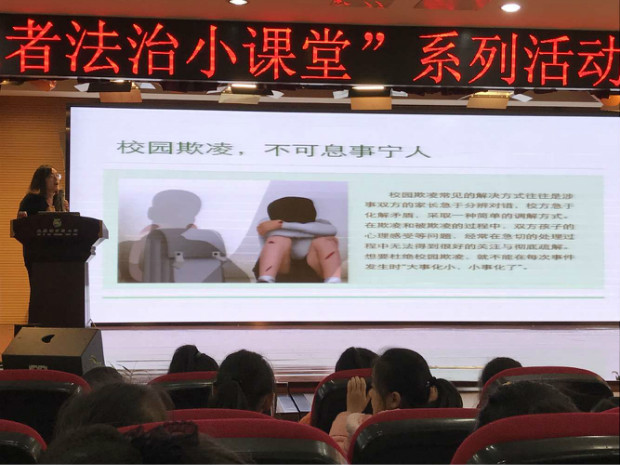 者法治小课堂”系列活动
校园欺凌，不可息事宁人
校园欺凌常见的解决方式往往是涉
事双方的家长急于分辨对错，校方急于
化解矛盾，采取一种简单的调解方式。
在欺凌和被欺凌的过程中，双方孩子的
心理感受等问题，经常在急切的处理过
程中无法得到很好的关注与彻底疏解。
想要杜绝校园欺凌，就不能在每次事件
发生时“大事化小，小事化了”。